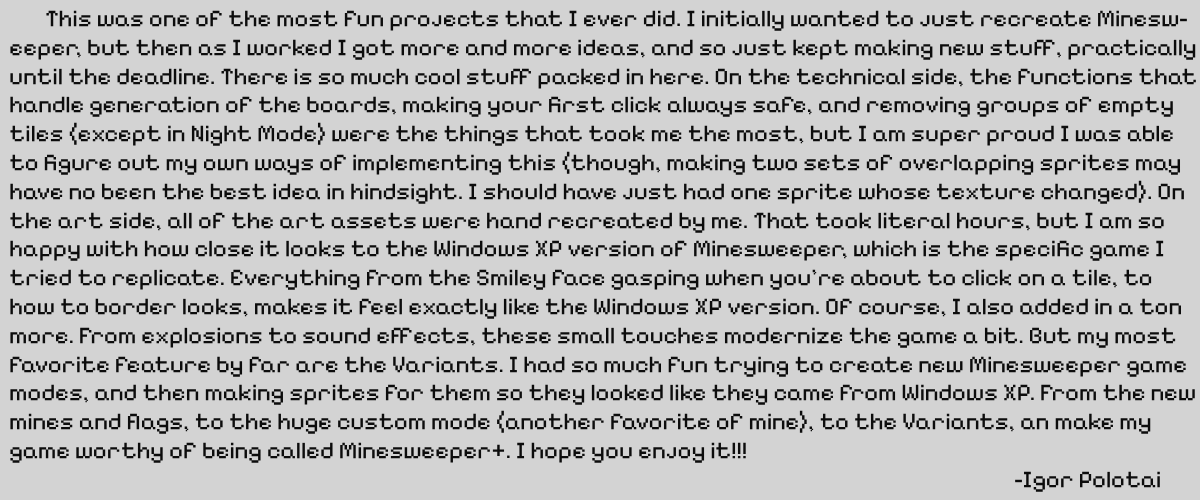 This was one of the most fun projects that I ever did. I initially wanted to just recreate Minesw-
eeper, but then as I worked I got more and more ideas, and so just kept making new stuff, practically
until the deadline. There is so much cool stuff packed in here. On the technical side, the functions that
handle generation of the boards, making your first click always safe, and removing groups of empty
tiles (except in Night Mode) were the things that took me the most, but I am super proud I was able
to figure out my own ways of implementing this (though, making two sets of overlapping sprites may
have no been the best idea in hindsight. I should have just had one sprite whose texture changed). On
the art side, all of the art assets were hand recreated by me. That took literal hours, but I am so
happy with how close it looks to the Windows XP version of Minesweeper, which is the specific game I
tried to replicate. Everything from the Smiley Face gasping when you're about to click on a tile, to
how to border looks, makes it feel exactly like the Windows XP version. Of course, I also added in a ton
more. From explosions to sound effects, these small touches modernize the game a bit. But my most
favorite feature by far are the Variants. I had so much fun trying to create new Minesweeper game
modes, and then making sprites for them so they looked like they came from Windows XP. From the new
mines and flags, to the huge custom mode (another favorite of mine), to the Variants, an make my
game worthy of being called Minesweeper+. I hope you enjoy it!!!
-Igor Polotai